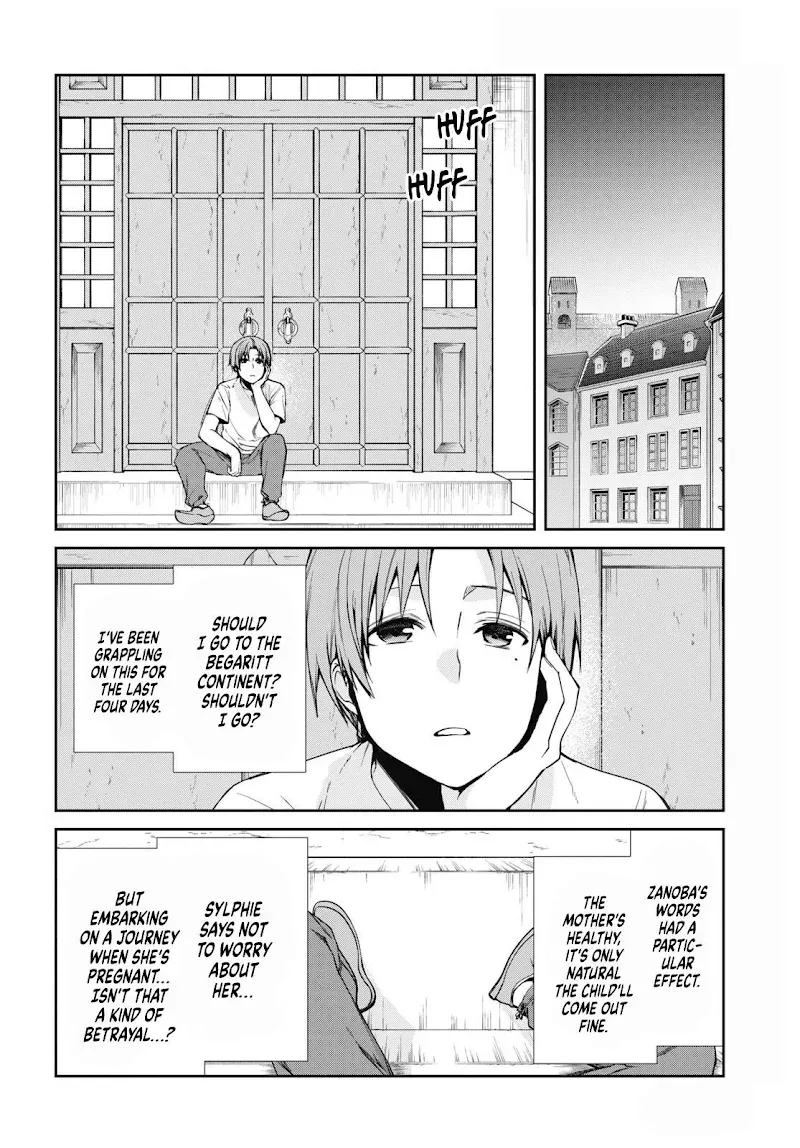 HUFF
HUFF
SHOULD
I GO TO THE
BEGARITT
CONTINENT?
SHOULDN'T
I GO?
I'VE BEEN
GRAPPLING
ON THIS FOR
THE LAST
FOUR DAYS.
ZANOBA'S
WORDS
HAD A
PARTIC-
ULAR
EFFECT.
THE
MOTHER'S
HEALTHY,
IT'S ONLY
NATURAL
THE CHILD'LL
COME OUT
FINE.
SYLPHIE
SAYS NOT
TO WORRY
ABOUT
HER...
BUT
EMBARKING
ON A JOURNEY
WHEN SHE'S
PREGNANT...
ISN'T THAT
A KIND OF
BETRAYAL...?